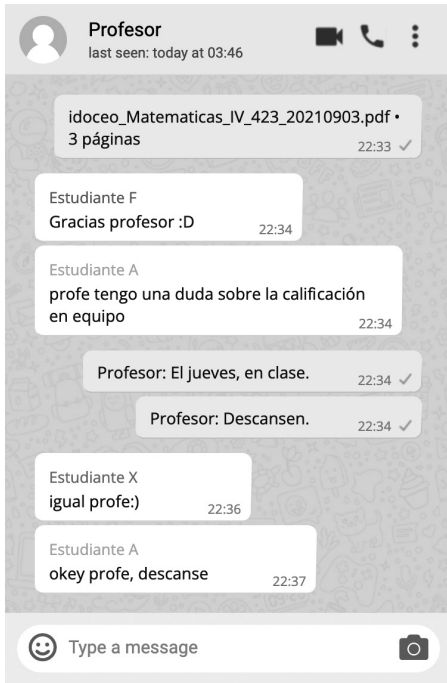 Profesor
last seen: today at 03:46
idoceo_Matematicas_IV_423_20210903.pdf •
3 páginas
22:33
Estudiante F
Gracias profesor :D
22:34
Estudiante A
profe tengo una duda sobre la calificación
en equipo
22:34
Profesor: El jueves, en clase.
22:34
Profesor: Descansen.
22:34
Estudiante X
igual profe:)
22:36
Estudiante A
okey profe, descanse
22:37
Type a message